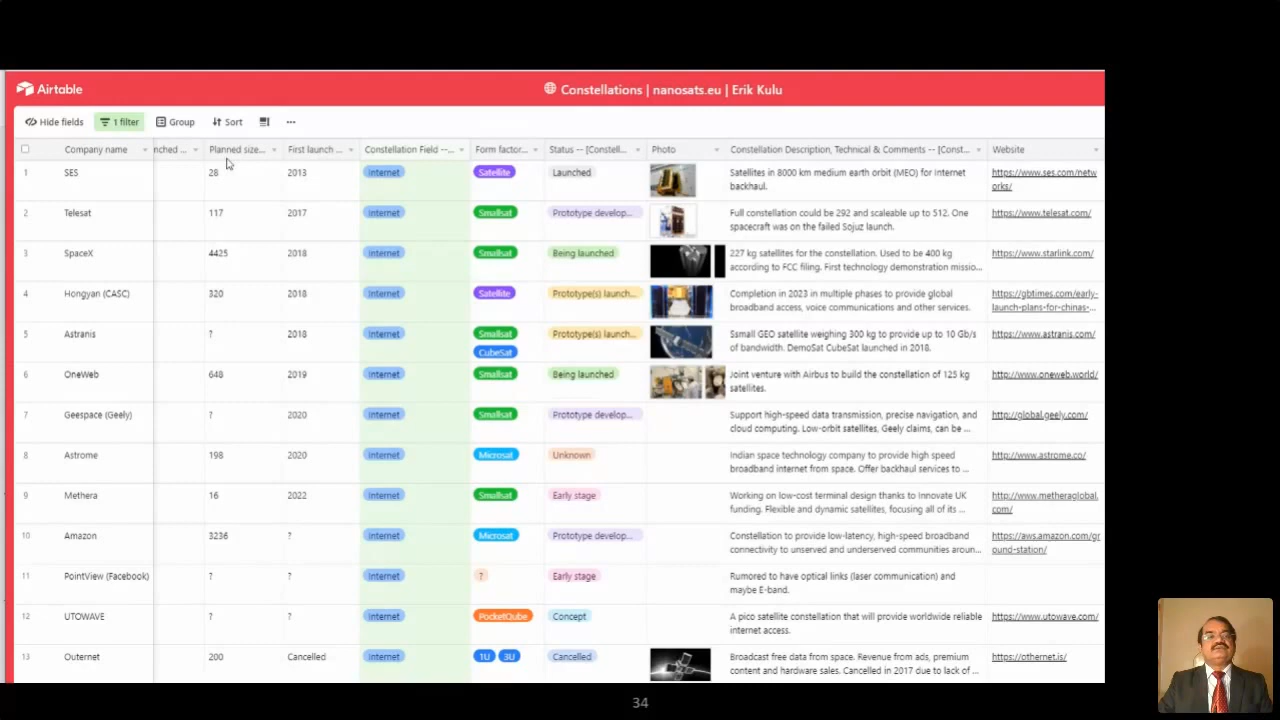 Airtable
Constellations | nanosats.eu | Erik Kulu
Hide fields 1 filter Group Sort ...
Company name nched ... Planned size... First launch ... Constellation Field --... Form factor... Status -- [Constell... Photo Constellation Description, Technical & Comments -- [Const... Website
1 SES 28 2013 Internet Satellite Launched Satellites in 8000 km medium earth orbit (MEO) for Internet https://www.ses.com/netw
backhaul. orks/
2 Telesat 117 2017 Internet Smallsat Prototype develop... Full constellation could be 292 and scaleable up to 512. One https://www.telesat.com/
spacecraft was on the failed Sojuz launch.
3 SpaceX 4425 2018 Internet Smallsat Being launched 227 kg satellites for the constellation. Used to be 400 kg https://www.starlink.com/
according to FCC filing. First technology demonstration missio...
4 Hongyan (CASC) 320 2018 Internet Satellite Prototype(s) launch... Completion in 2023 in multiple phases to provide global https://gbtimes.com/early-
broadband access, voice communications and other services. launch-plans-for-chinas-...
5 Astranis ? 2018 Internet Smallsat Prototype(s) launch... Ssmall GEO satellite weighing 300 kg to provide up to 10 Gb/s https://www.astranis.com/
CubeSat of bandwidth. DemoSat CubeSat launched in 2018.
6 OneWeb 648 2019 Internet Smallsat Being launched Joint venture with Airbus to build the constellation of 125 kg http://www.oneweb.world/
satellites.
7 Geespace (Geely) ? 2020 Internet Smallsat Prototype develop... Support high-speed data transmission, precise navigation, and http://global.geely.com/
cloud computing. Low-orbit satellites, Geely claims, can be ...
8 Astrome 198 2020 Internet Microsat Unknown Indian space technology company to provide high speed http://www.astrome.co/
broadband internet from space. Offer backhaul services to ...
9 Methera 16 2022 Internet Smallsat Early stage Working on low-cost terminal design thanks to Innovate UK http://www.metheraglobal.
funding. Flexible and dynamic satellites, focusing all of its ... com/
10 Amazon 3236 ? Internet Microsat Prototype develop... Constellation to provide low-latency, high-speed broadband https://aws.amazon.com/gr
connectivity to unserved and underserved communities aroun... ound-station/
11 PointView (Facebook) ? ? Internet ? Early stage Rumored to have optical links (laser communication) and
maybe E-band.
12 UTOWAVE ? ? Internet PocketQube Concept A pico satellite constellation that will provide worldwide reliable https://www.utowave.com/
internet access.
13 Outernet 200 Cancelled Internet 1U 3U Cancelled Broadcast free data from space. Revenue from ads, premium https://othernet.is/
content and hardware sales. Cancelled in 2017 due to lack of ...
34